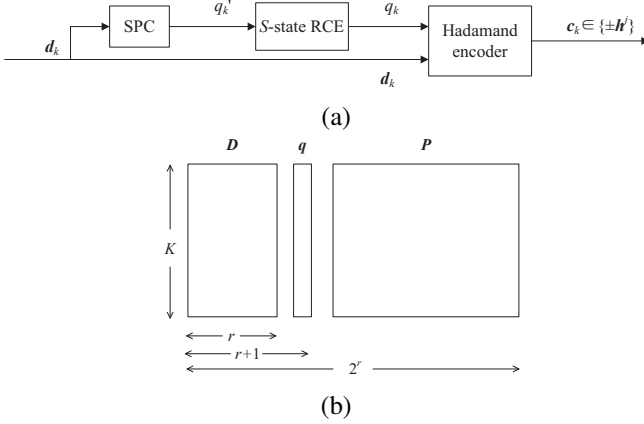 SPC
q_k'
S-state RCE
q_k
Hadamand encoder
c_k ∈ {±h^j}
d_k
d_k
(a)
D q P
K
r
r+1
2^r
(b)